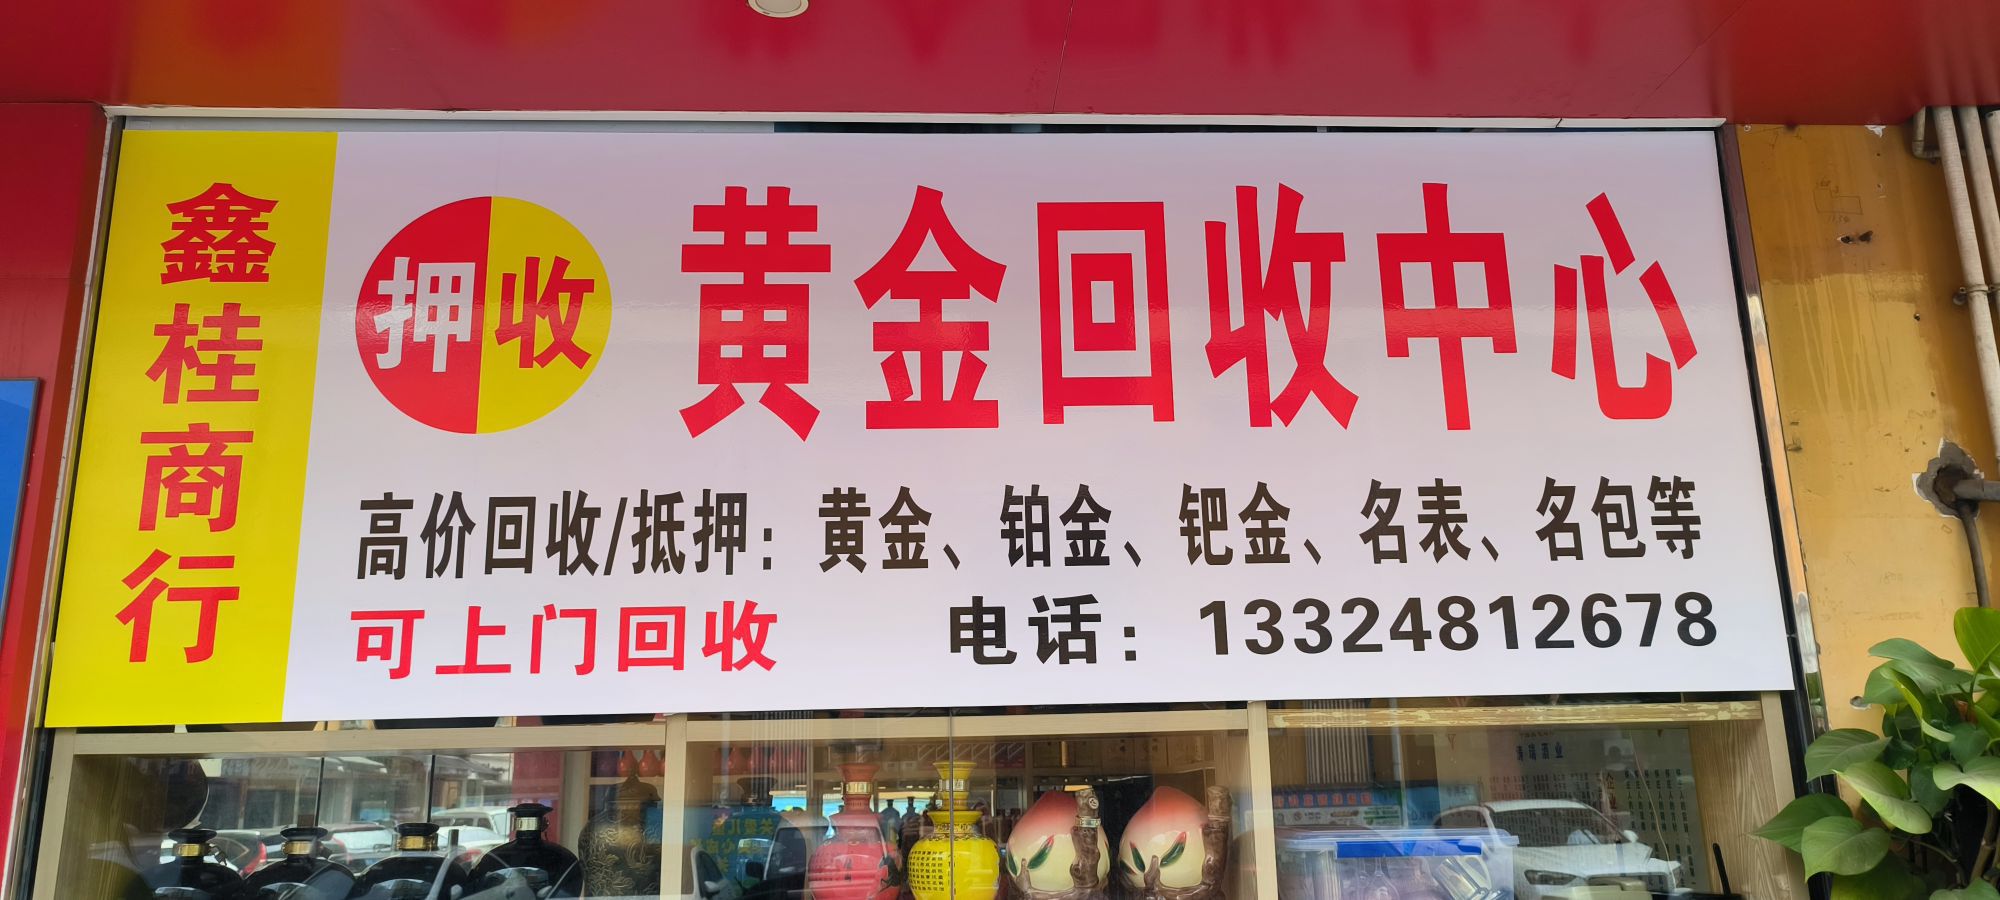 鑫桂商行
押收
黄金回收中心
高价回收/抵押：黄金、铂金、钯金、名表、名包等
可上门回收
电话：13324812678